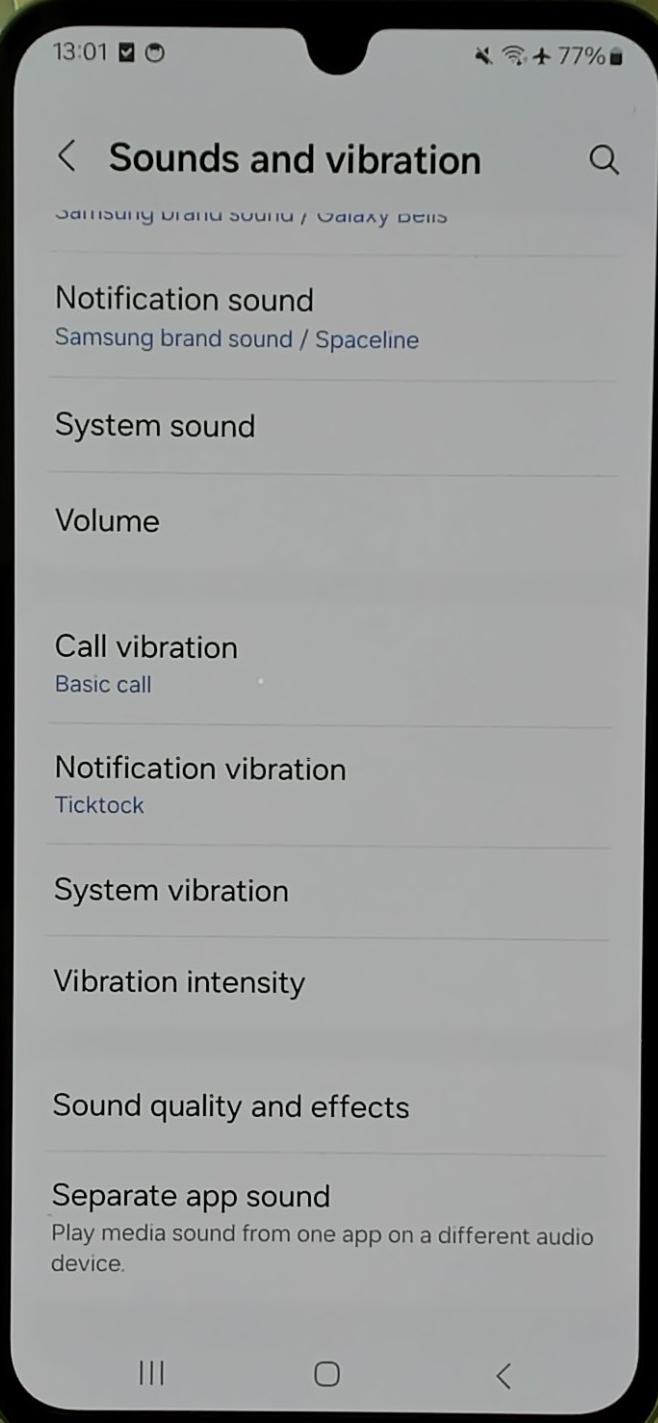 13:01
77%
Sounds and vibration
Samsung brand sound / Galaxy Bells
Notification sound
Samsung brand sound / Spaceline
System sound
Volume
Call vibration
Basic call
Notification vibration
Ticktock
System vibration
Vibration intensity
Sound quality and effects
Separate app sound
Play media sound from one app on a different audio
device.